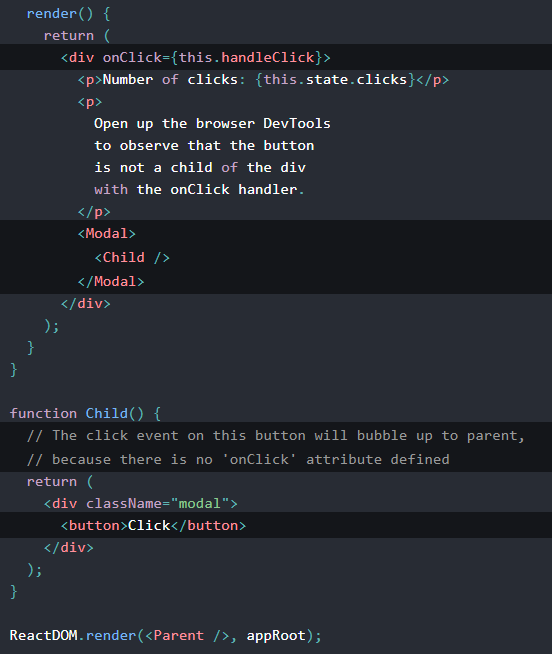 render() {
return (
<div onClick={this.handleClick}>
<p>Number of clicks: {this.state.clicks}</p>
<p>
Open up the browser DevTools
to observe that the button
is not a child of the div
with the onClick handler.
</p>
<Modal>
<Child />
</Modal>
</div>
);
}
}
function Child() {
// The click event on this button will bubble up to parent,
// because there is no 'onClick' attribute defined
return (
<div className="modal">
<button>Click</button>
</div>
);
}
ReactDOM.render(<Parent />, appRoot);